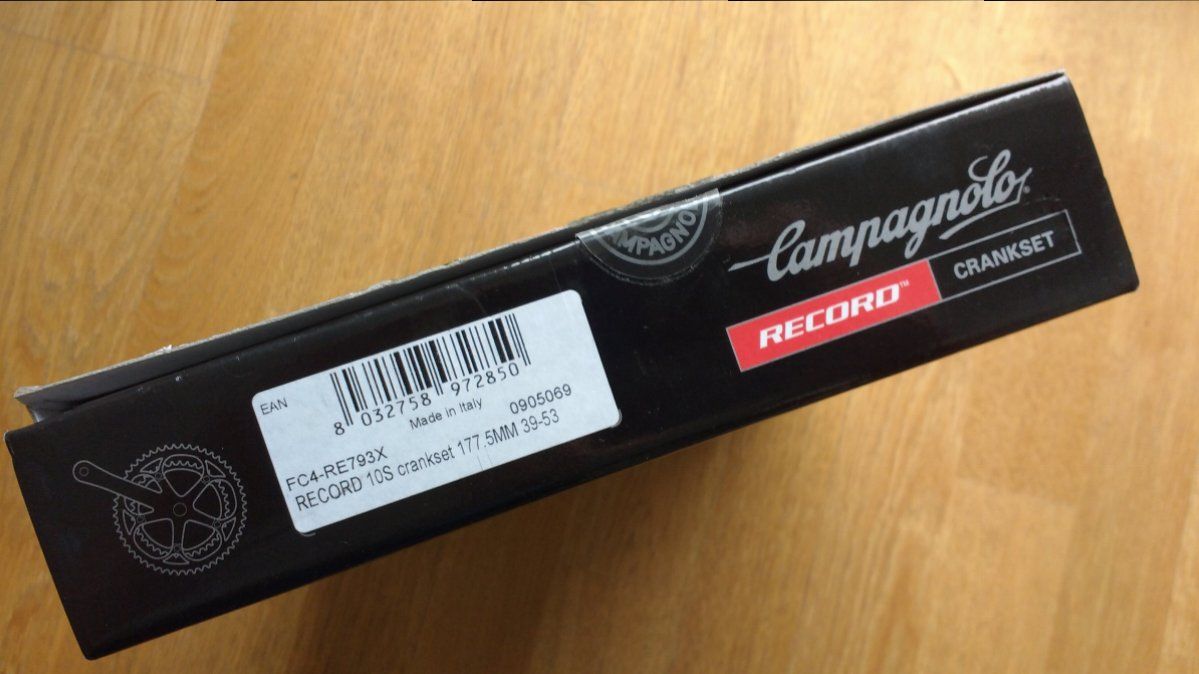 EAN
8 032758 972850
Made in Italy 0905069
FC4-RE793X
RECORD 10S crankset 177.5MM 39-53
Campagnolo®
RECORD™ CRANKSET